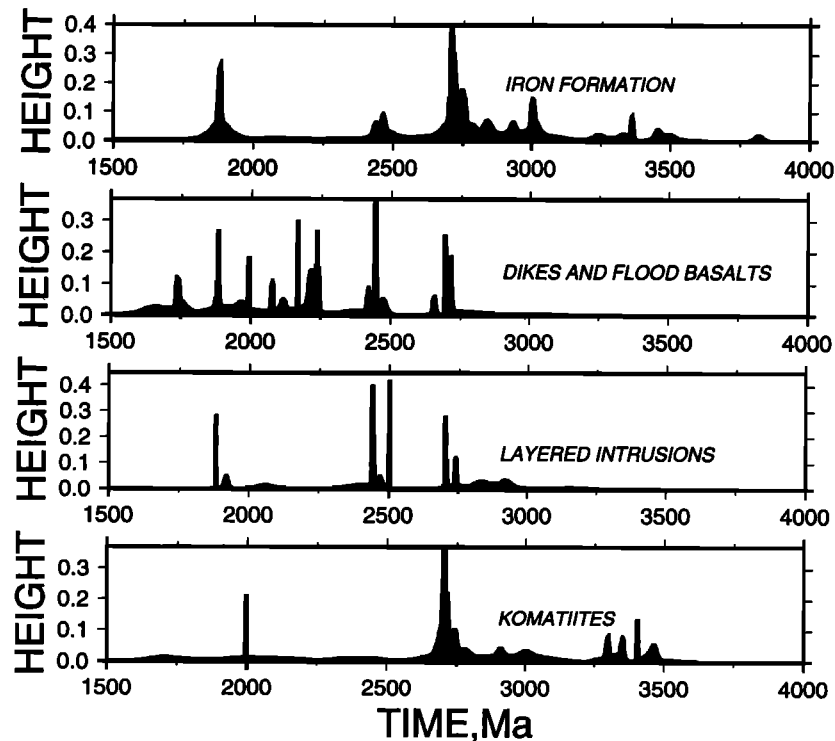 HEIGHT
0.4
0.3
0.2
0.1
0.0
IRON FORMATION
1500 2000 2500 3000 3500 4000
HEIGHT
0.3
0.2
0.1
0.0
DIKES AND FLOOD BASALTS
1500 2000 2500 3000 3500 4000
HEIGHT
0.4
0.3
0.2
0.1
0.0
LAYERED INTRUSIONS
1500 2000 2500 3000 3500 4000
HEIGHT
0.3
0.2
0.1
0.0
KOMATIITES
1500 2000 2500 3000 3500 4000
TIME,Ma